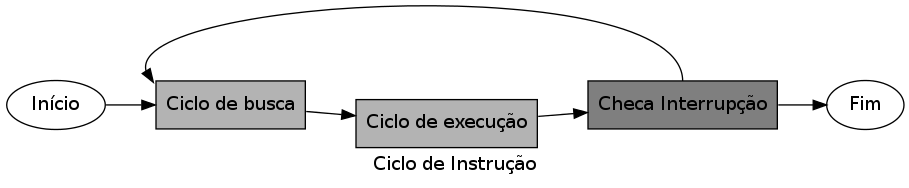 Início
Ciclo de busca
Ciclo de execução
Checa Interrupção
Fim
Ciclo de Instrução